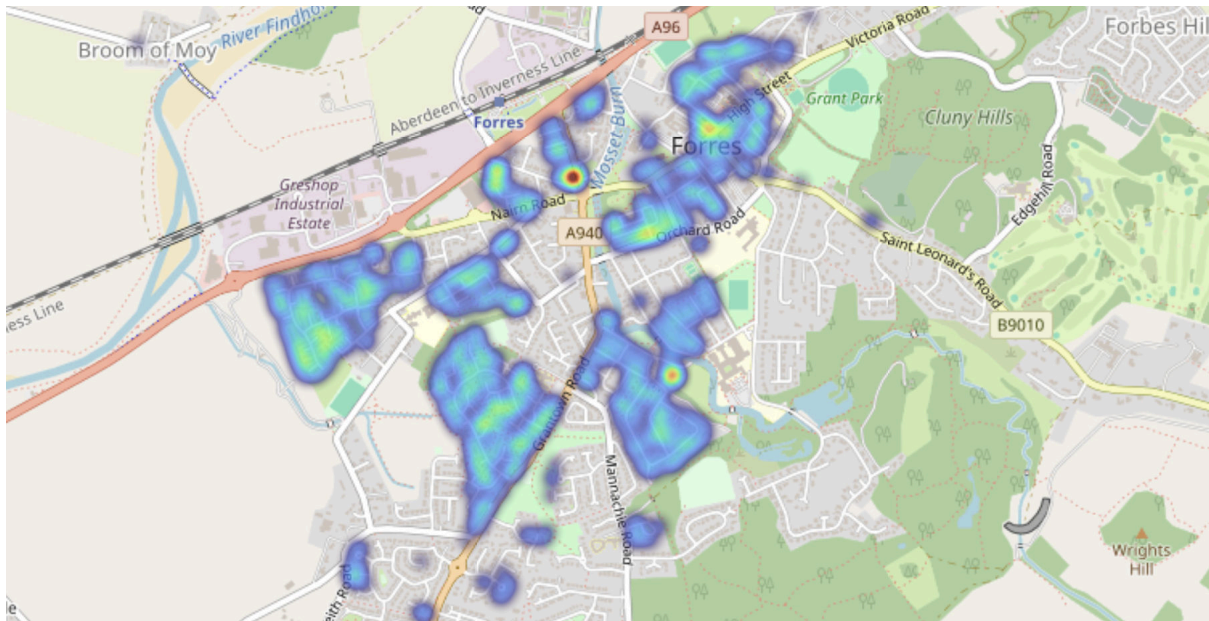 Broom of Moy
River Findho
Aberdeen to Inverness Line
Forres
A96
Victoria Road
Forbes Hil
High Street
Grant Park
Cluny Hills
Mosset Burn
Forres
Greshop
Industrial
Estate
Nairn Road
A940
Orchard Road
Edgehill Road
Saint Leonard's Road
B9010
ness Line
Grantown Road
Mannachie Road
Wrights
Hill
eith Road
le